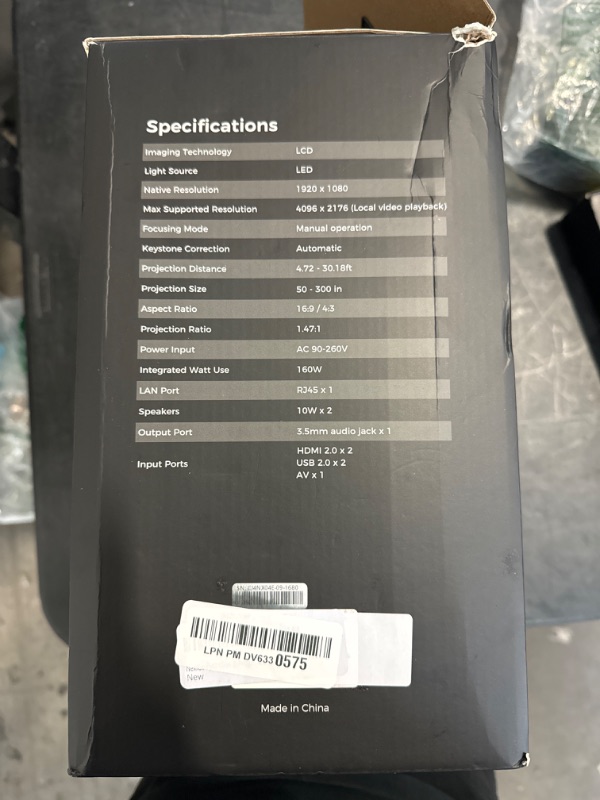 Specifications
Imaging Technology LCD
Light Source LED
Native Resolution 1920 x 1080
Max Supported Resolution 4096 x 2176 (Local video playback)
Focusing Mode Manual operation
Keystone Correction Automatic
Projection Distance 4.72 - 30.18ft
Projection Size 50 - 300 in
Aspect Ratio 16:9 / 4:3
Projection Ratio 1.47:1
Power Input AC 90-260V
Integrated Watt Use 160W
LAN Port RJ45 x 1
Speakers 10W x 2
Output Port 3.5mm audio jack x 1
Input Ports HDMI 2.0 x 2
USB 2.0 x 2
AV x 1
LPN PM DV6330575
New
Made in China